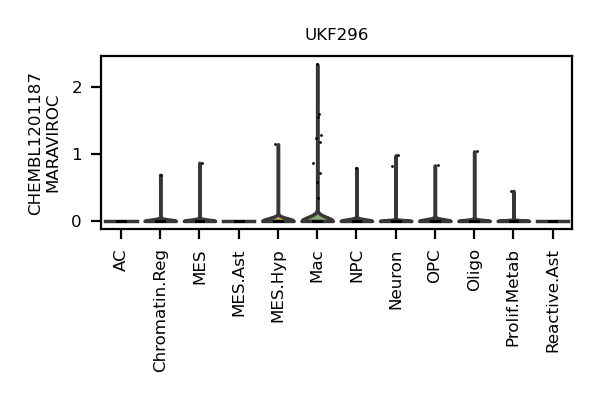 UKF296
CHEMBL1201187
MARAVIROC
2
1
0
AC
Chromatin.Reg
MES
MES.Ast
MES.Hyp
Mac
NPC
Neuron
OPC
Oligo
Prolif.Metab
Reactive.Ast